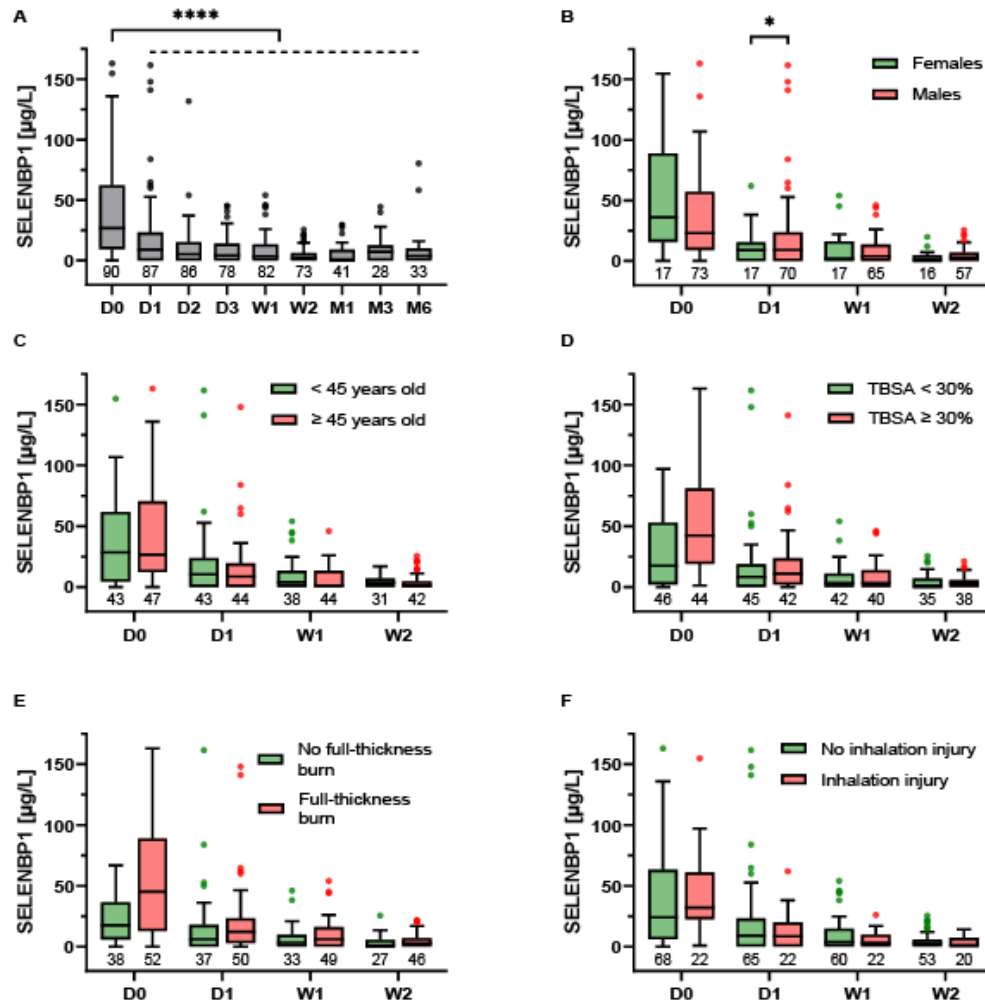 A
****
SELENBP1 [µg/L]
150
100
50
0
90 87 86 78 82 73 41 28 33
D0 D1 D2 D3 W1 W2 M1 M3 M6
B
*
Females
Males
SELENBP1 [µg/L]
150
100
50
0
17 73 17 70 17 65 16 57
D0 D1 W1 W2
C
< 45 years old
≥ 45 years old
SELENBP1 [µg/L]
150
100
50
0
43 47 43 44 38 44 31 42
D0 D1 W1 W2
D
TBSA < 30%
TBSA ≥ 30%
SELENBP1 [µg/L]
150
100
50
0
46 44 45 42 42 40 35 38
D0 D1 W1 W2
E
No full-thickness
burn
Full-thickness
burn
SELENBP1 [µg/L]
150
100
50
0
38 52 37 50 33 49 27 46
D0 D1 W1 W2
F
No inhalation injury
Inhalation injury
SELENBP1 [µg/L]
150
100
50
0
68 22 65 22 60 22 53 20
D0 D1 W1 W2